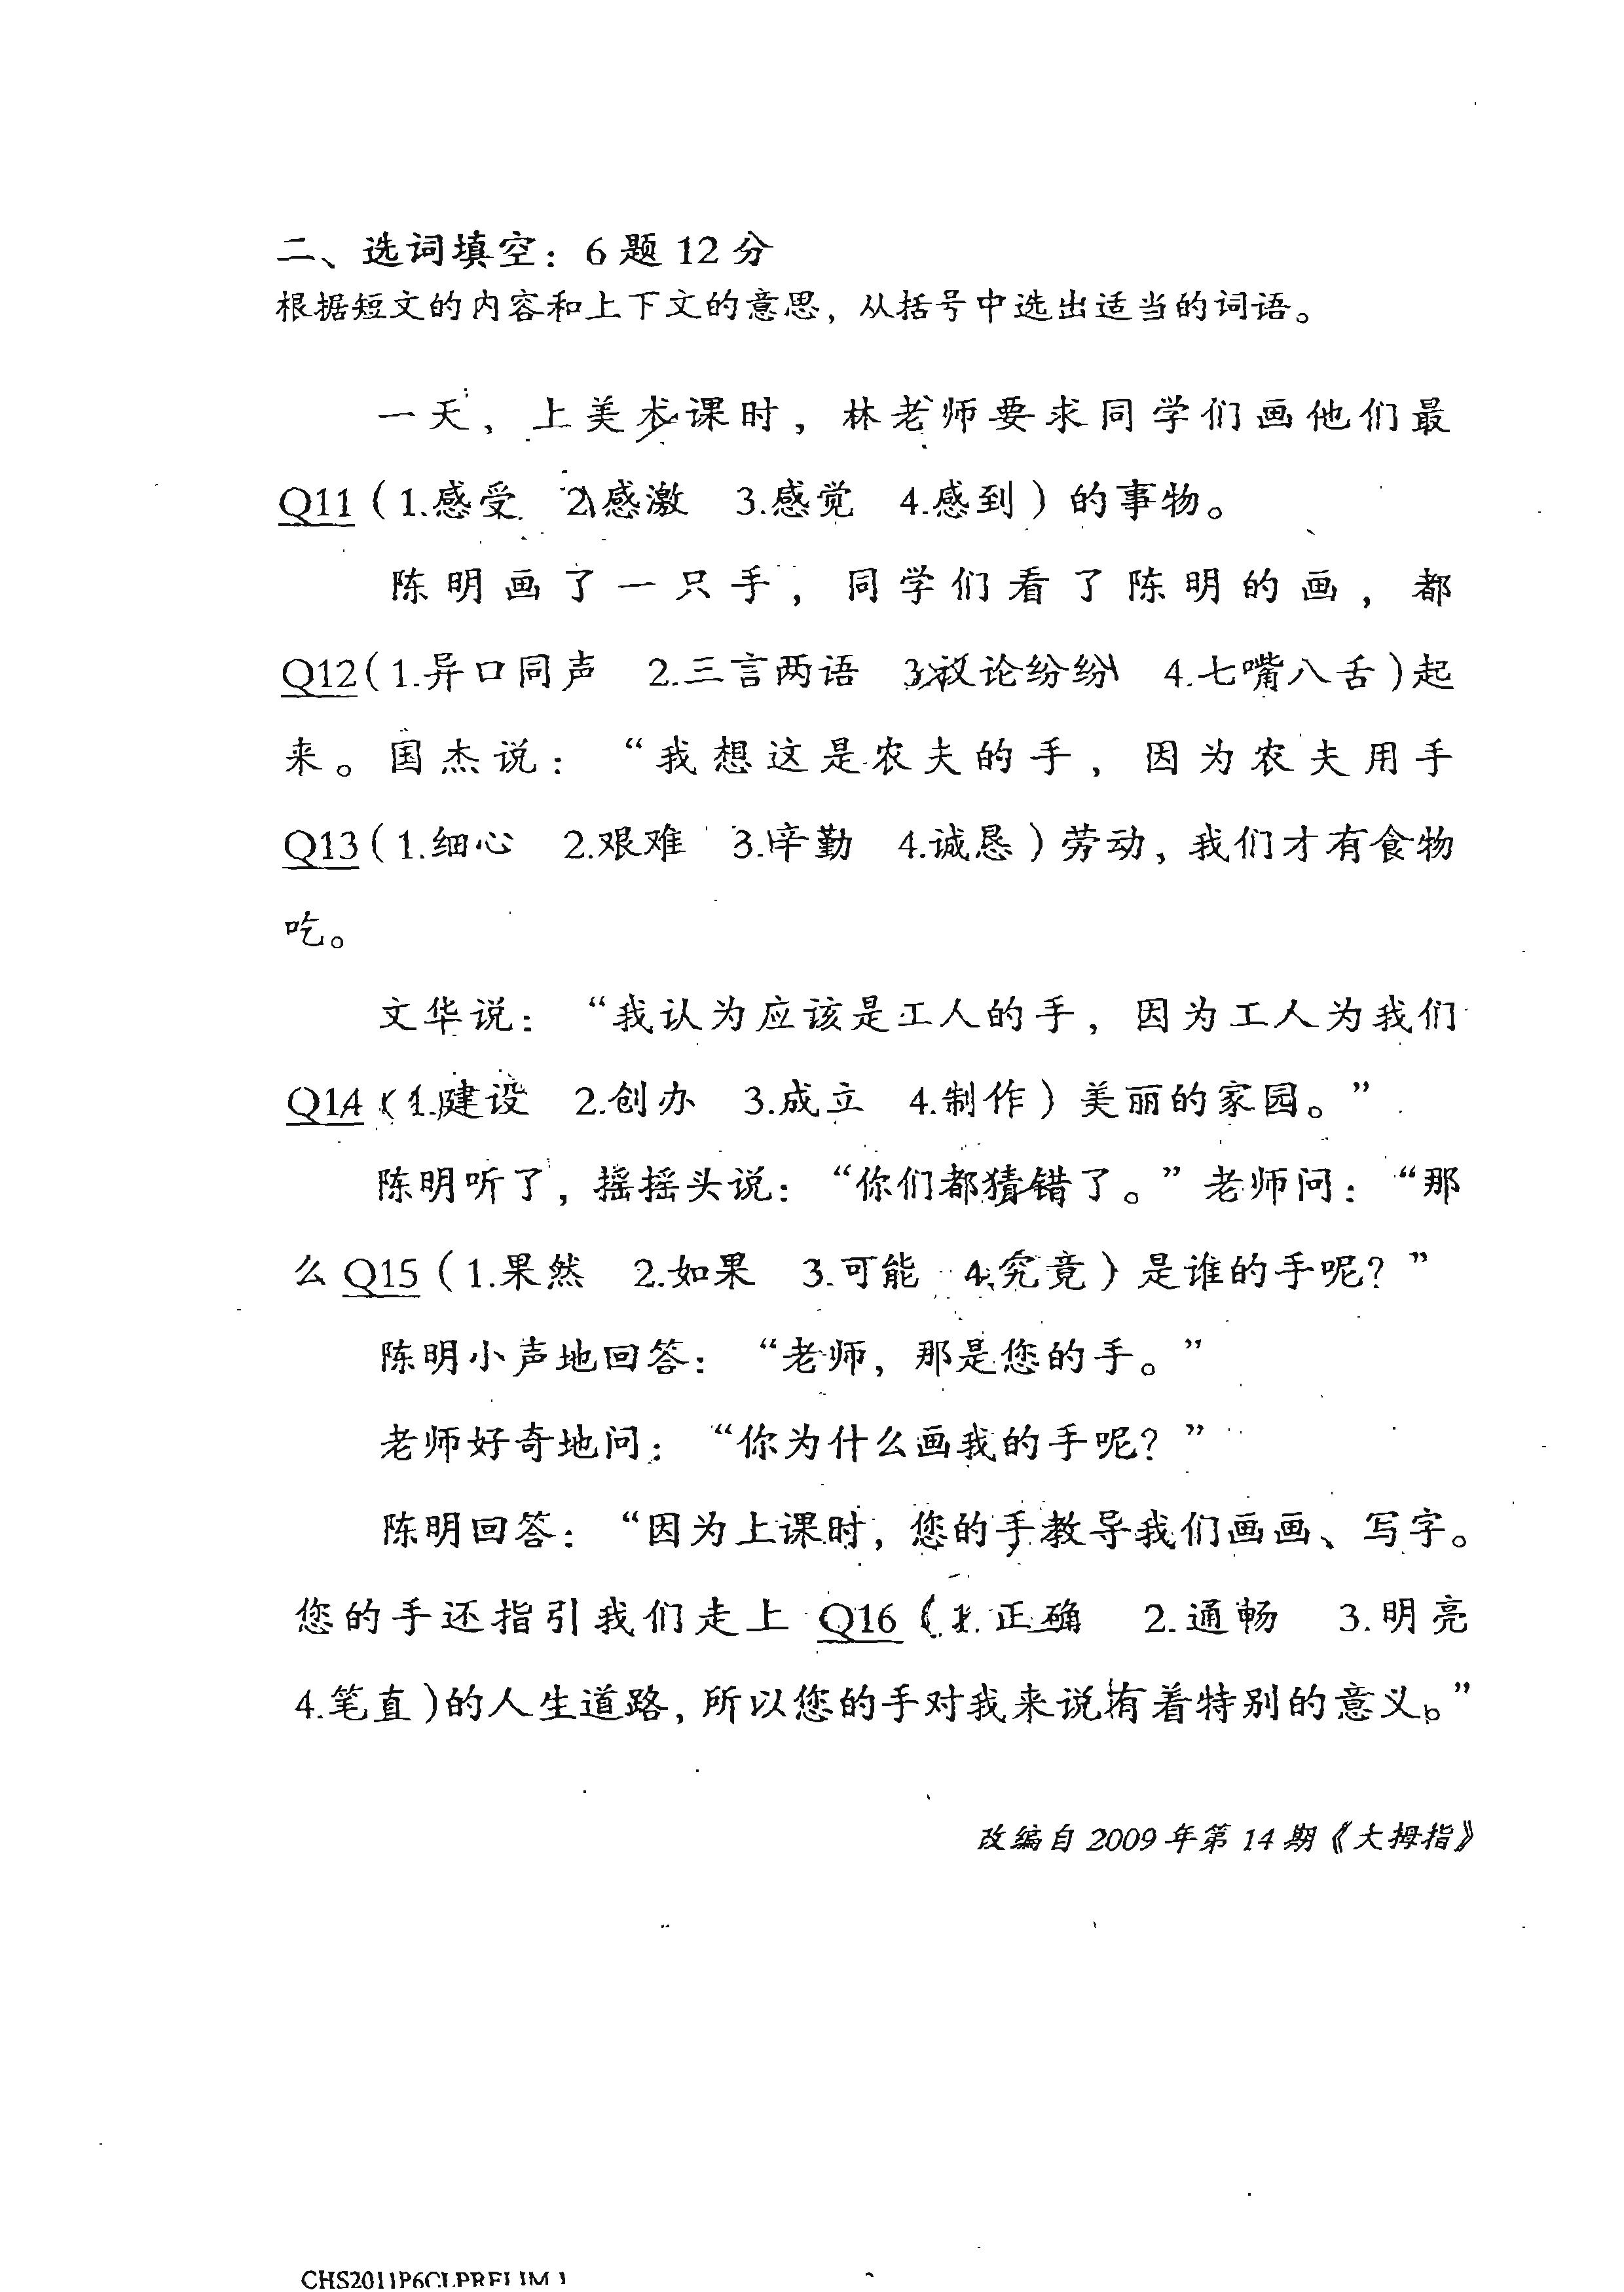 二、选词填空：6题12分
根据短文的内容和上下文的意思，从括号中选出适当的词语。
一天，上美术课时，林老师要求同学们画他们最
Q11（1.感受 2.感激 3.感觉 4.感到）的事物。
陈明画了一只手，同学们看了陈明的画，都
Q12（1.异口同声 2.三言两语 3.议论纷纷 4.七嘴八舌）起
来。国杰说：“我想这是农夫的手，因为农夫用手
Q13（1.细心 2.艰难 3.辛勤 4.诚恳）劳动，我们才有食物
吃。
文华说：“我认为应该是工人的手，因为工人为我们
Q14（1.建设 2.创办 3.成立 4.制作）美丽的家园。”
陈明听了，摇摇头说：“你们都猜错了。”老师问：“那
么Q15（1.果然 2.如果 3.可能 4.究竟）是谁的手呢？”
陈明小声地回答：“老师，那是您的手。”
老师好奇地问：“你为什么画我的手呢？”
陈明回答：“因为上课时，您的手教导我们画画、写字。
您的手还指引我们走上Q16（1.正确 2.通畅 3.明亮
4.笔直）的人生道路，所以您的手对我来说有着特别的意义。”
改编自2009年第14期《大拇指》
CHS2011P6CLPRELIM1